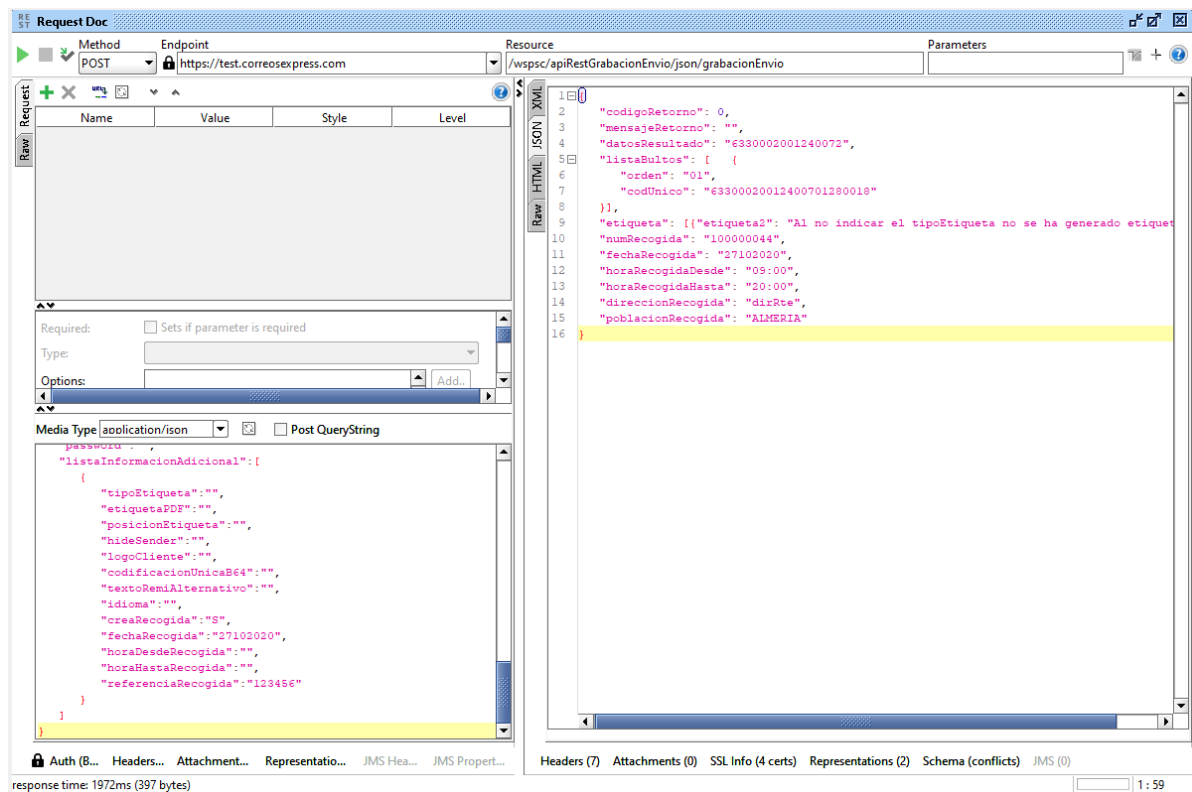 REST Request Doc
Method Endpoint Resource Parameters
POST https://test.correosexpress.com /wspsc/apiRestGrabacionEnvio/json/grabacionEnvio
Request
Raw
Name Value Style Level
Required: Sets if parameter is required
Type:
Options: Add..
Media Type application/json Post QueryString
"password":"",
"listaInformacionAdicional":[
{
"tipoEtiqueta":"",
"etiquetaPDF":"",
"posicionEtiqueta":"",
"hideSender":"",
"logoCliente":"",
"codificacionUnicaB64":"",
"textoRemiAlternativo":"",
"idioma":"",
"creaRecogida":"S",
"fechaRecogida":"27102020",
"horaDesdeRecogida":"",
"horaHastaRecogida":"",
"referenciaRecogida":"123456"
}
]
}
Auth (B... Headers... Attachment... Representatio... JMS Hea... JMS Propert...
XML
JSON
HTML
Raw
1 {
2 "codigoRetorno": 0,
3 "mensajeRetorno": "",
4 "datosResultado": "6330002001240072",
5 "listaBultos": [ {
6 "orden": "01",
7 "codUnico": "63300020012400701280018"
8 }],
9 "etiqueta": [{"etiqueta2": "Al no indicar el tipoEtiqueta no se ha generado etiquet
10 "numRecogida": "100000044",
11 "fechaRecogida": "27102020",
12 "horaRecogidaDesde": "09:00",
13 "horaRecogidaHasta": "20:00",
14 "direccionRecogida": "dirRte",
15 "poblacionRecogida": "ALMERIA"
16 }
Headers (7) Attachments (0) SSL Info (4 certs) Representations (2) Schema (conflicts) JMS (0)
response time: 1972ms (397 bytes) 1 : 59